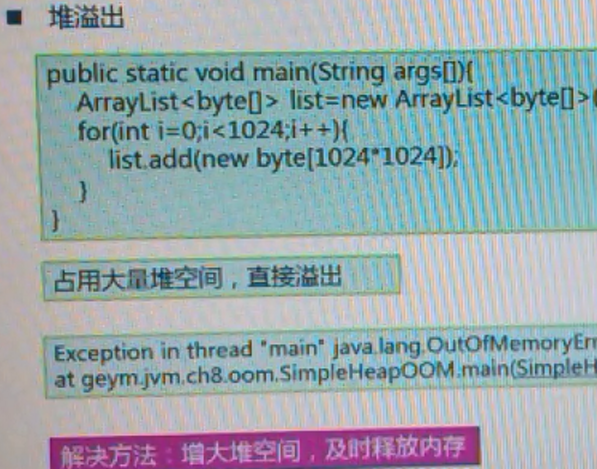 堆溢出
public static void main(String args[]){
ArrayList<byte[]> list=new ArrayList<byte[]>(
for(int i=0;i<1024;i++){
list.add(new byte[1024*1024]);
}
}
占用大量堆空间，直接溢出
Exception in thread "main" java.lang.OutOfMemoryErr
at geym.jvm.ch8.oom.SimpleHeapOOM.main(SimpleH
解决方法：增大堆空间，及时释放内存